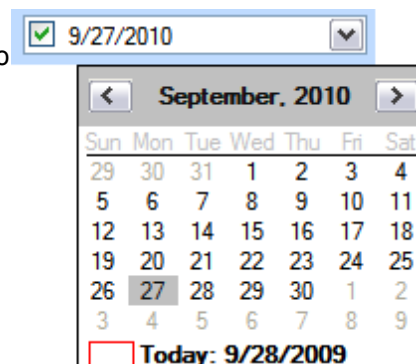 o 9/27/2010
September, 2010
Sun Mon Tue Wed Thu Fri Sat
29 30 31 1 2 3 4
5 6 7 8 9 10 11
12 13 14 15 16 17 18
19 20 21 22 23 24 25
26 27 28 29 30 1 2
3 4 5 6 7 8 9
Today: 9/28/2009